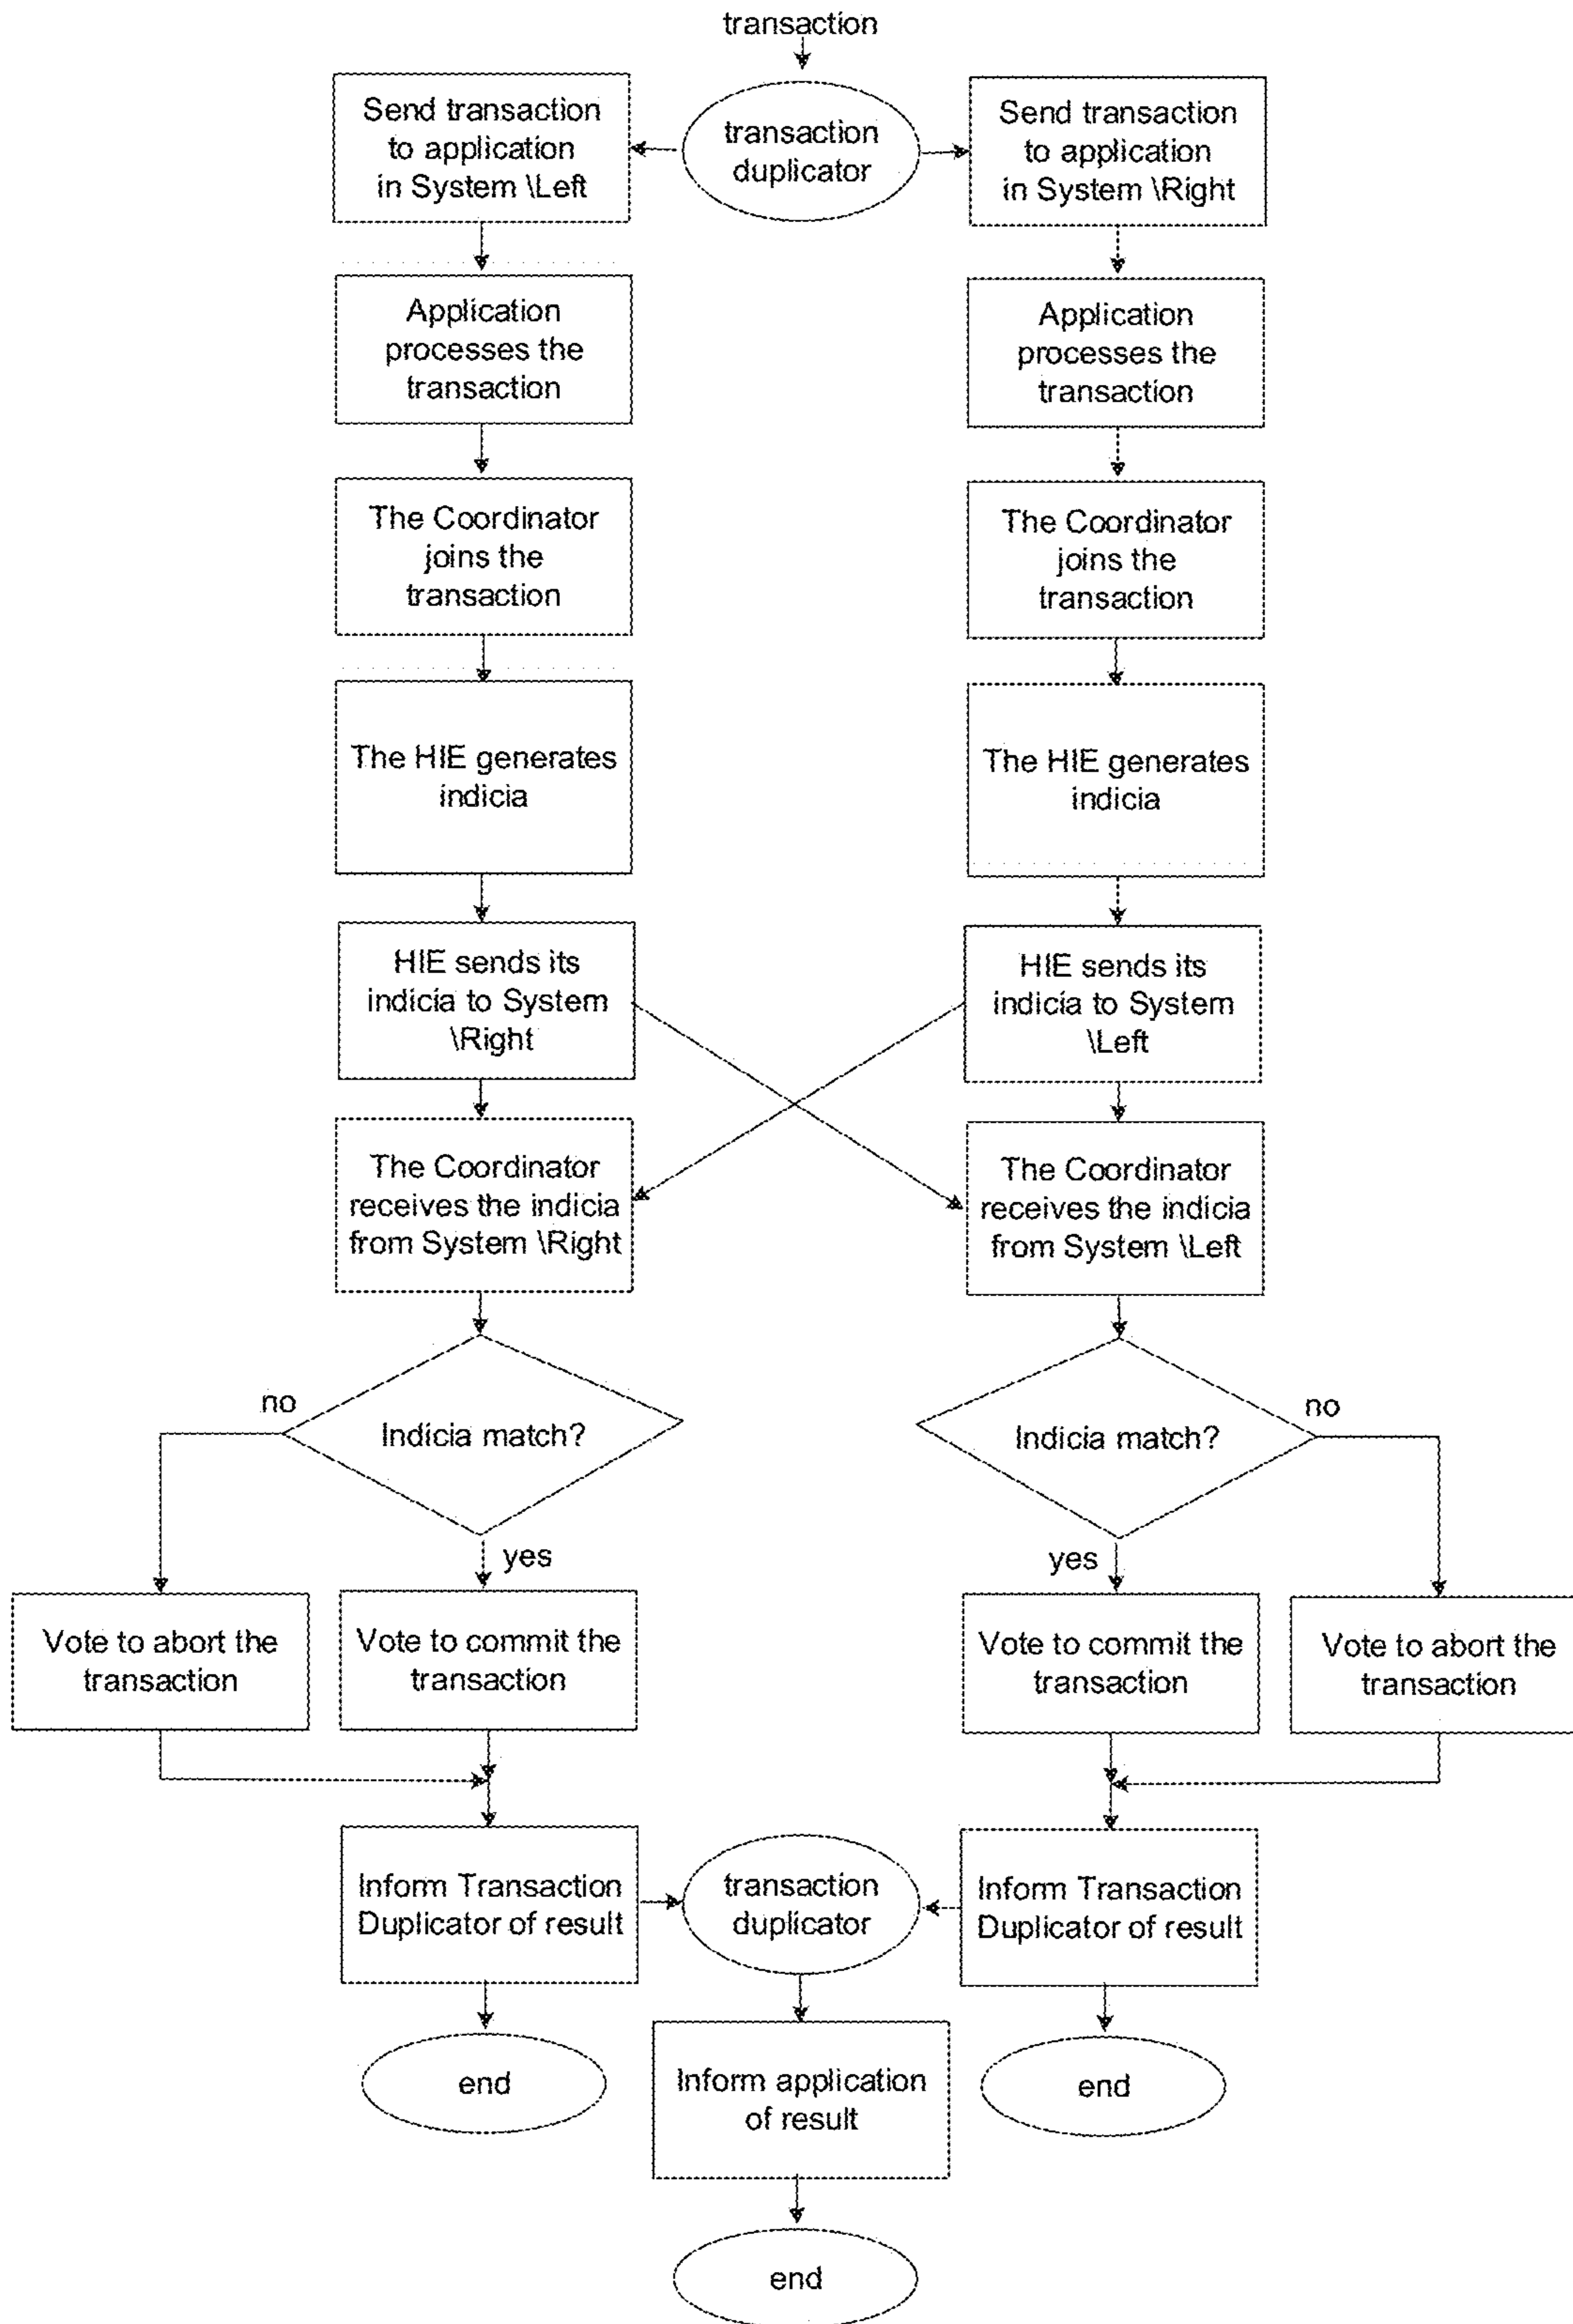 transaction
Send transaction
to application
in System \Left
transaction
duplicator
Send transaction
to application
in System \Right
Application
processes the
transaction
Application
processes the
transaction
The Coordinator
joins the
transaction
The Coordinator
joins the
transaction
The HIE generates
indicia
The HIE generates
indicia
HIE sends its
indicia to System
\Right
HIE sends its
indicia to System
\Left
The Coordinator
receives the indicia
from System \Right
The Coordinator
receives the indicia
from System \Left
no
Indicia match?
yes
no
Indicia match?
yes
Vote to abort the
transaction
Vote to commit the
transaction
Vote to commit the
transaction
Vote to abort the
transaction
Inform Transaction
Duplicator of result
transaction
duplicator
Inform Transaction
Duplicator of result
end
Inform application
of result
end
end